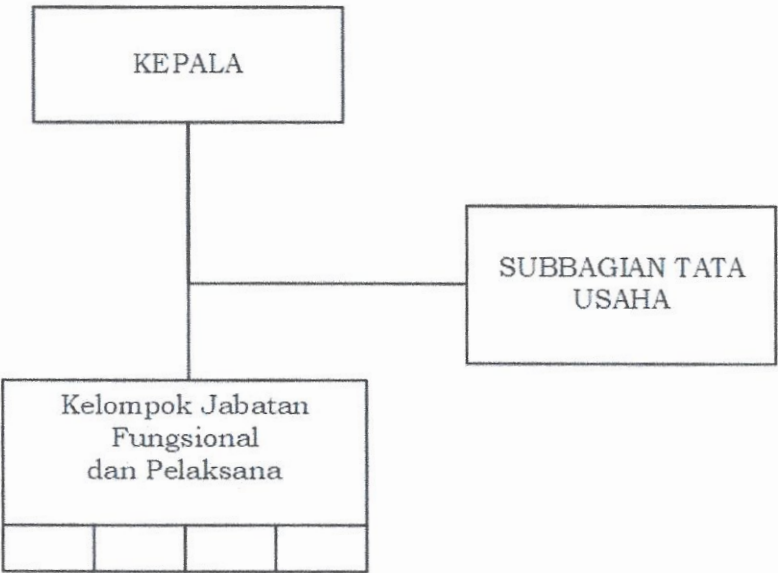 KEPALA
SUBBAGIAN TATA
USAHA
Kelompok Jabatan
Fungsional
dan Pelaksana